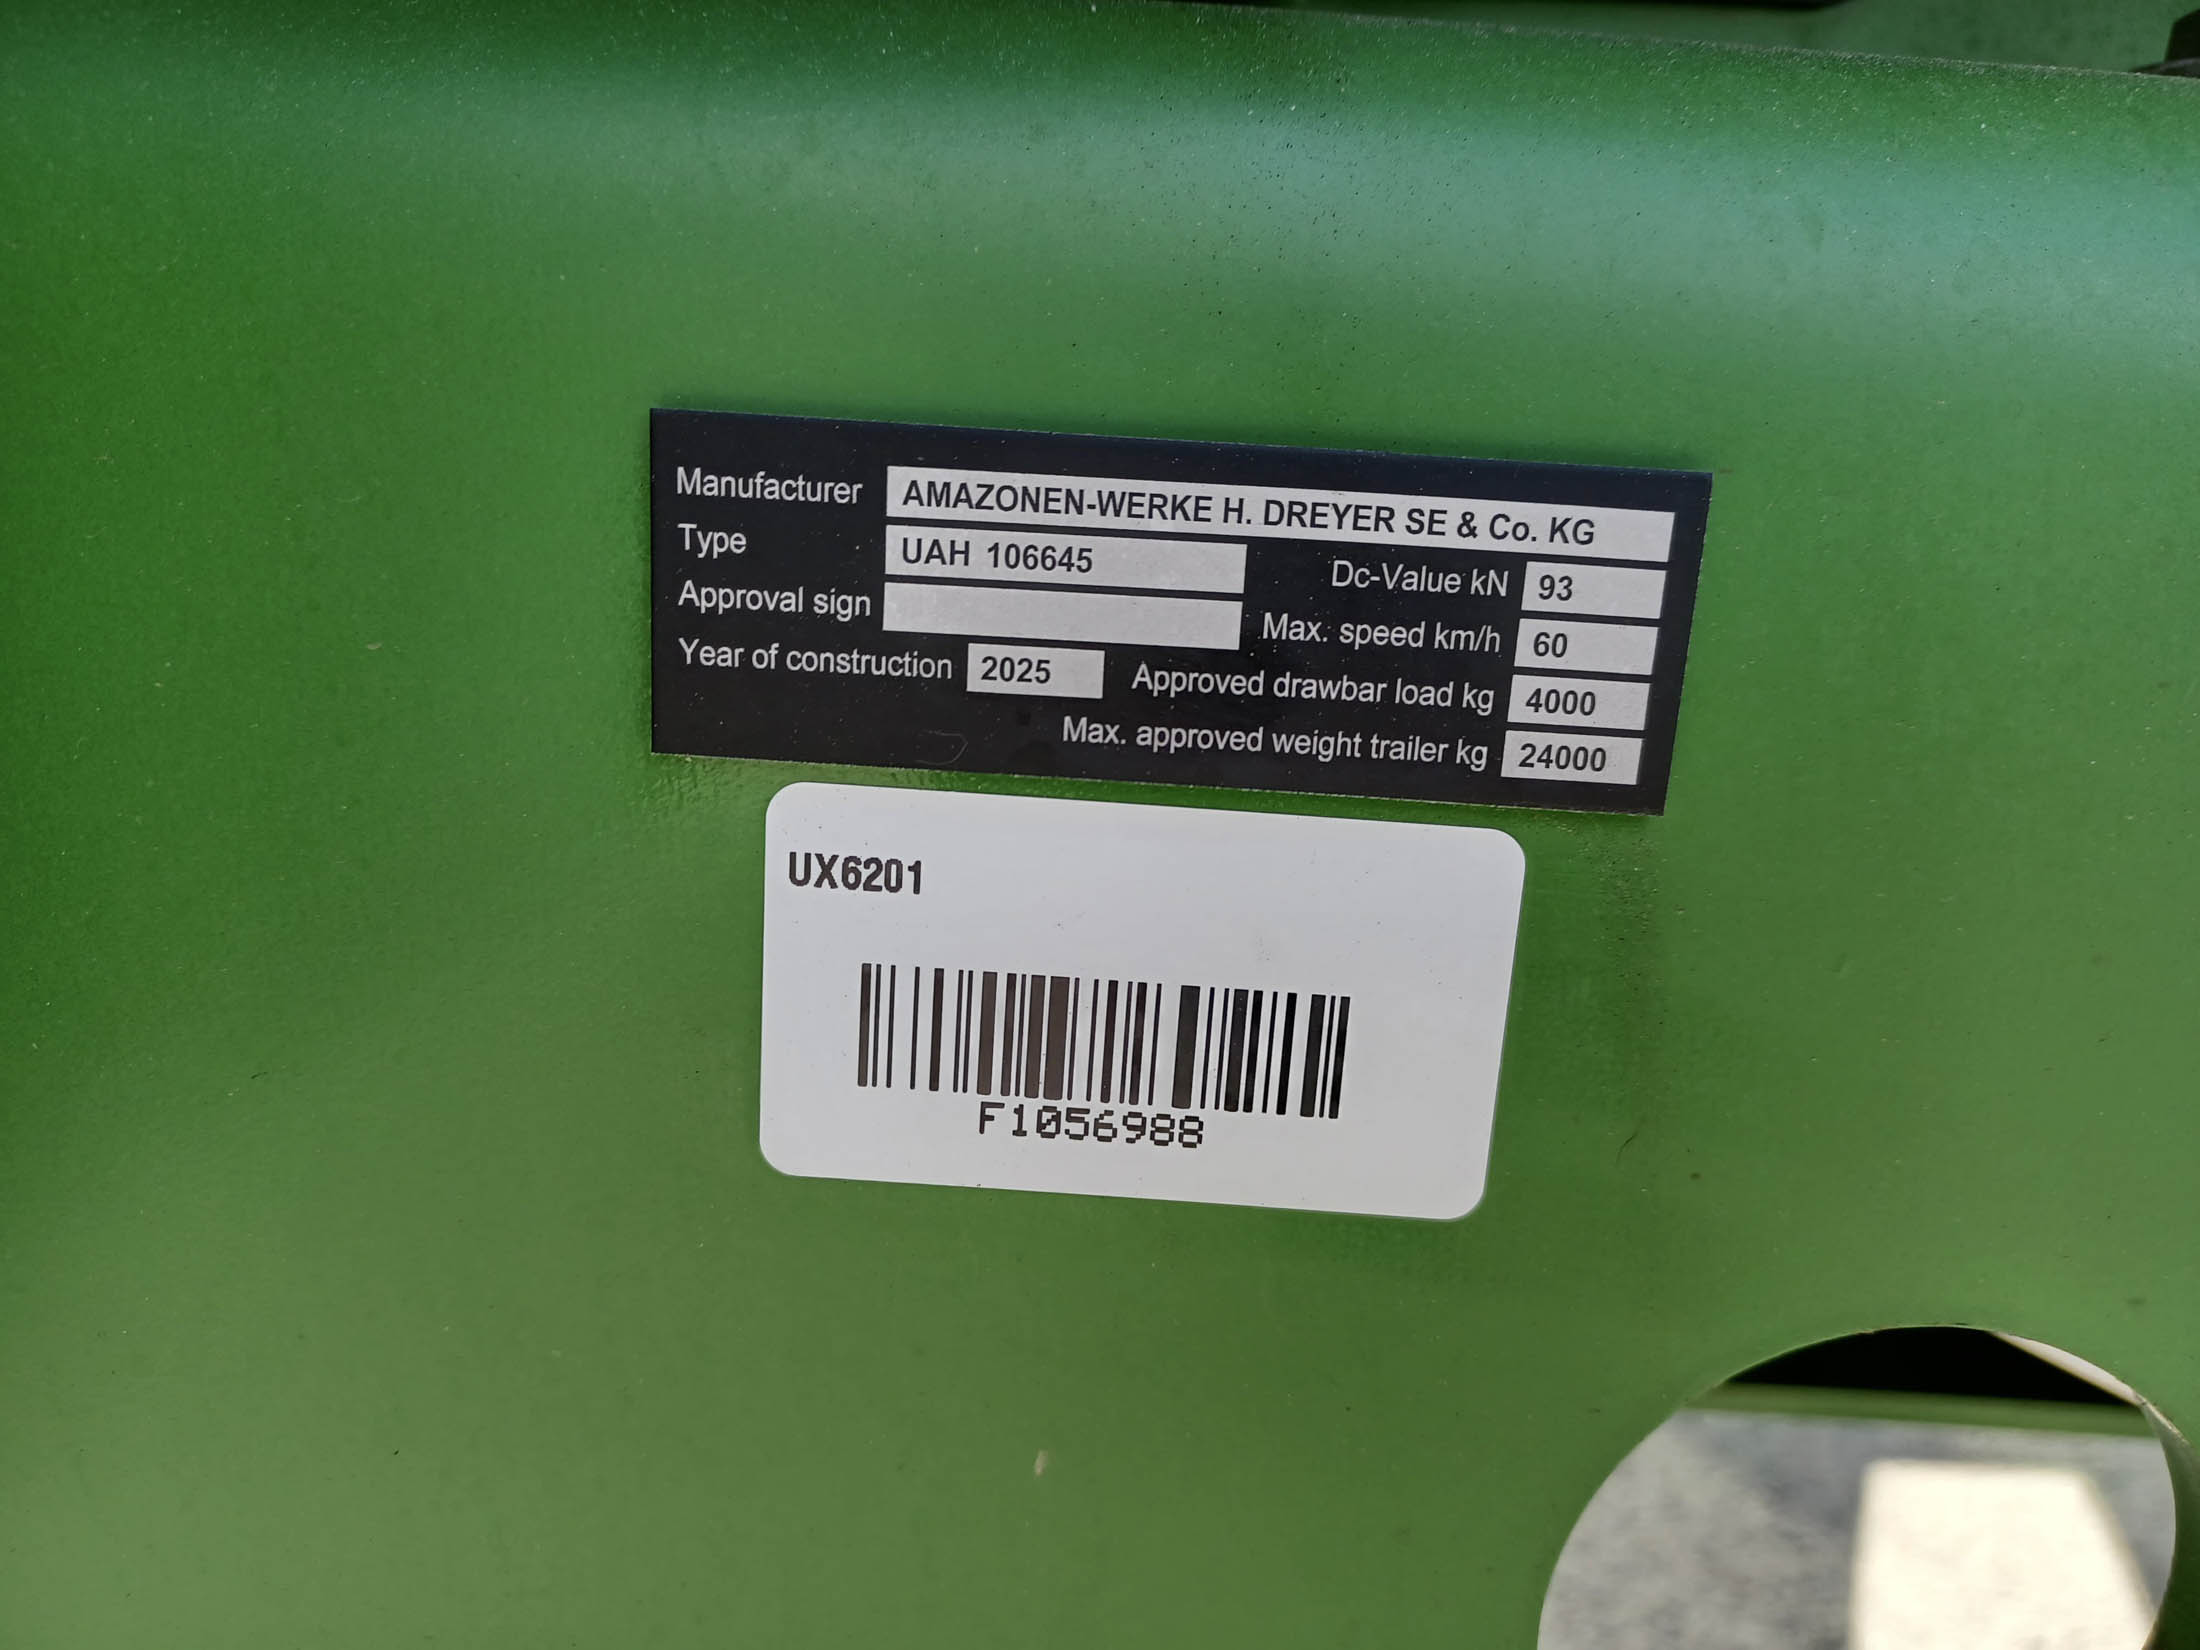 Manufacturer AMAZONEN-WERKE H. DREYER SE & Co. KG
Type UAH 106645 Dc-Value kN 93
Approval sign Max. speed km/h 60
Year of construction 2025 Approved drawbar load kg 4000
Max. approved weight trailer kg 24000
UX6201
F1056988